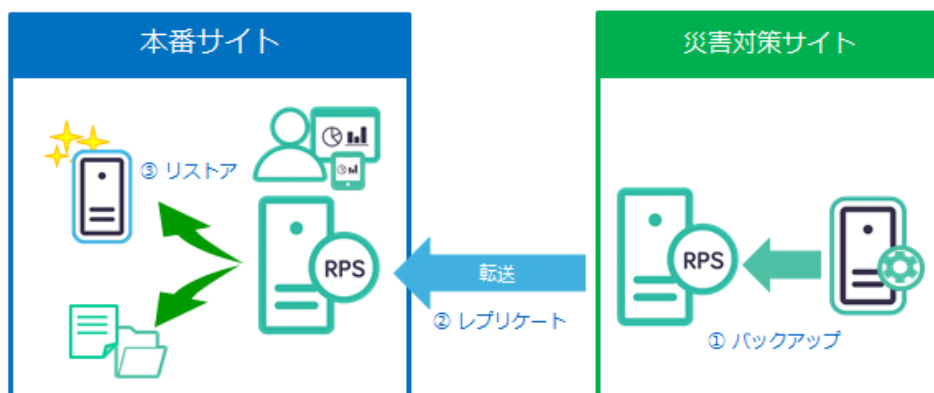 本番サイト
災害対策サイト
③ リストア
RPS
転送
② レプリケート
RPS
① バックアップ